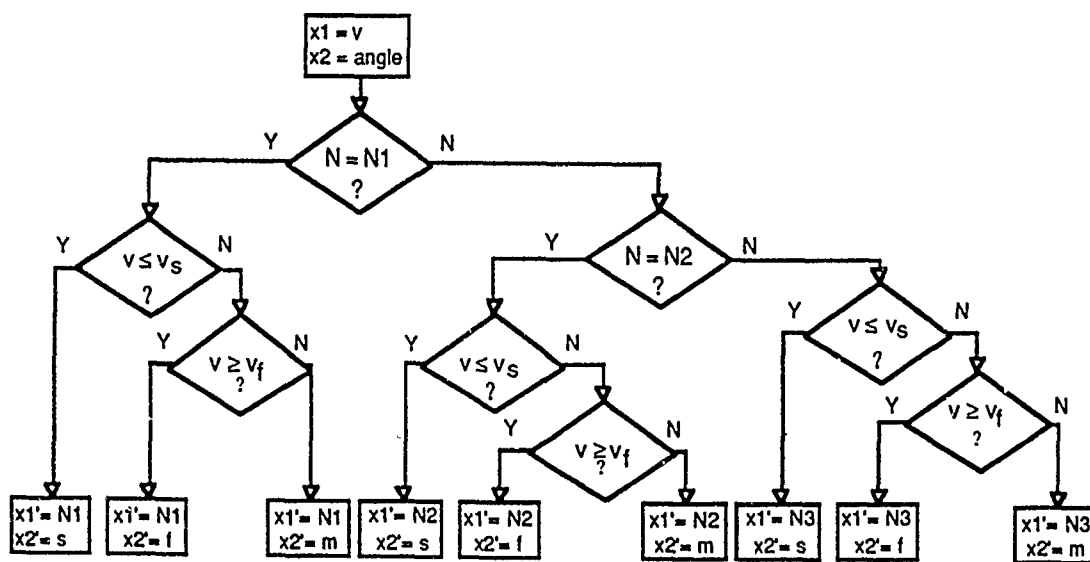 x1 = v
x2 = angle
Y
N
N = N1
?
Y
N
v ≤ vs
?
Y
N
N = N2
?
Y
N
v ≥ vf
?
Y
N
v ≤ vs
?
Y
N
v ≤ vs
?
Y
N
v ≥ vf
?
Y
N
v ≥ vf
?
x1' = N1
x2' = s
x1' = N1
x2' = f
x1' = N1
x2' = m
x1' = N2
x2' = s
x1' = N2
x2' = f
x1' = N2
x2' = m
x1' = N3
x2' = s
x1' = N3
x2' = f
x1' = N3
x2' = m